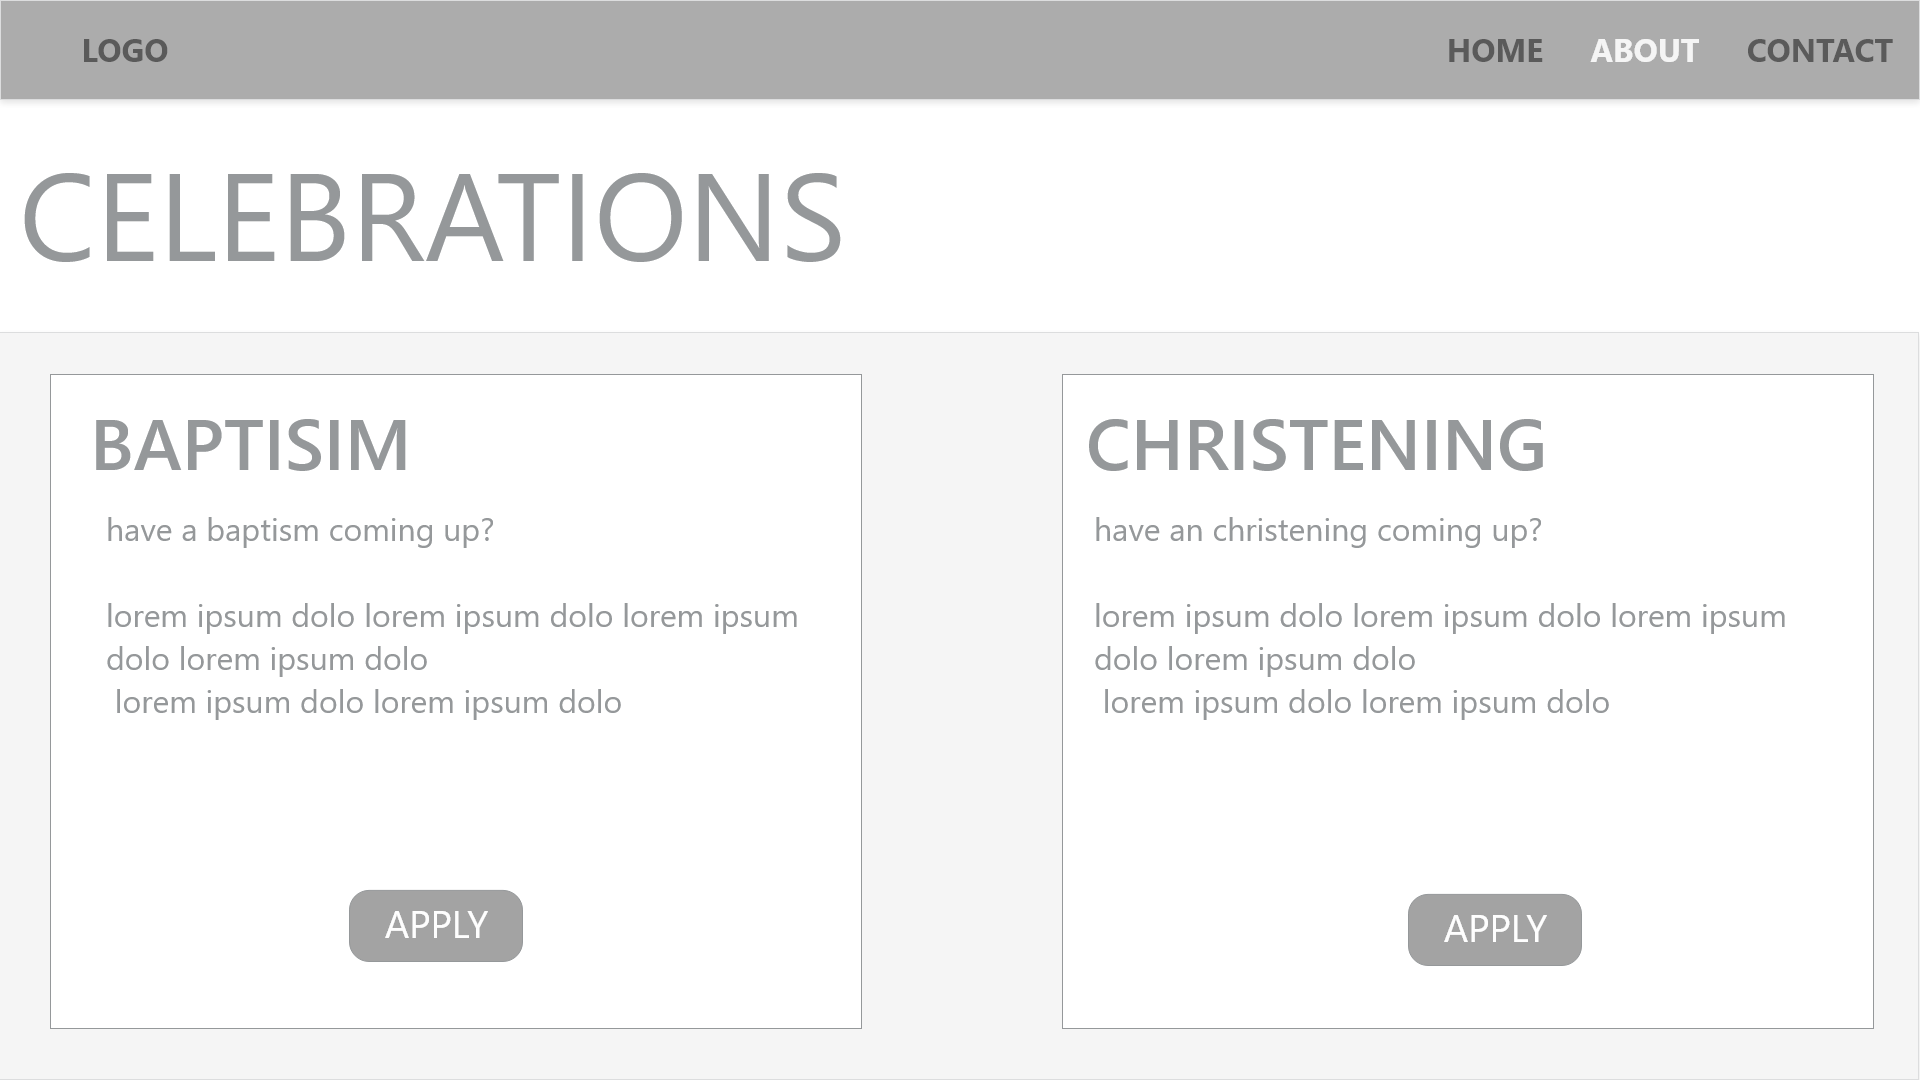 LOGO HOME ABOUT CONTACT
CELEBRATIONS
BAPTISIM
have a baptism coming up?
lorem ipsum dolo lorem ipsum dolo lorem ipsum
dolo lorem ipsum dolo
lorem ipsum dolo lorem ipsum dolo
APPLY
CHRISTENING
have an christening coming up?
lorem ipsum dolo lorem ipsum dolo lorem ipsum
dolo lorem ipsum dolo
lorem ipsum dolo lorem ipsum dolo
APPLY